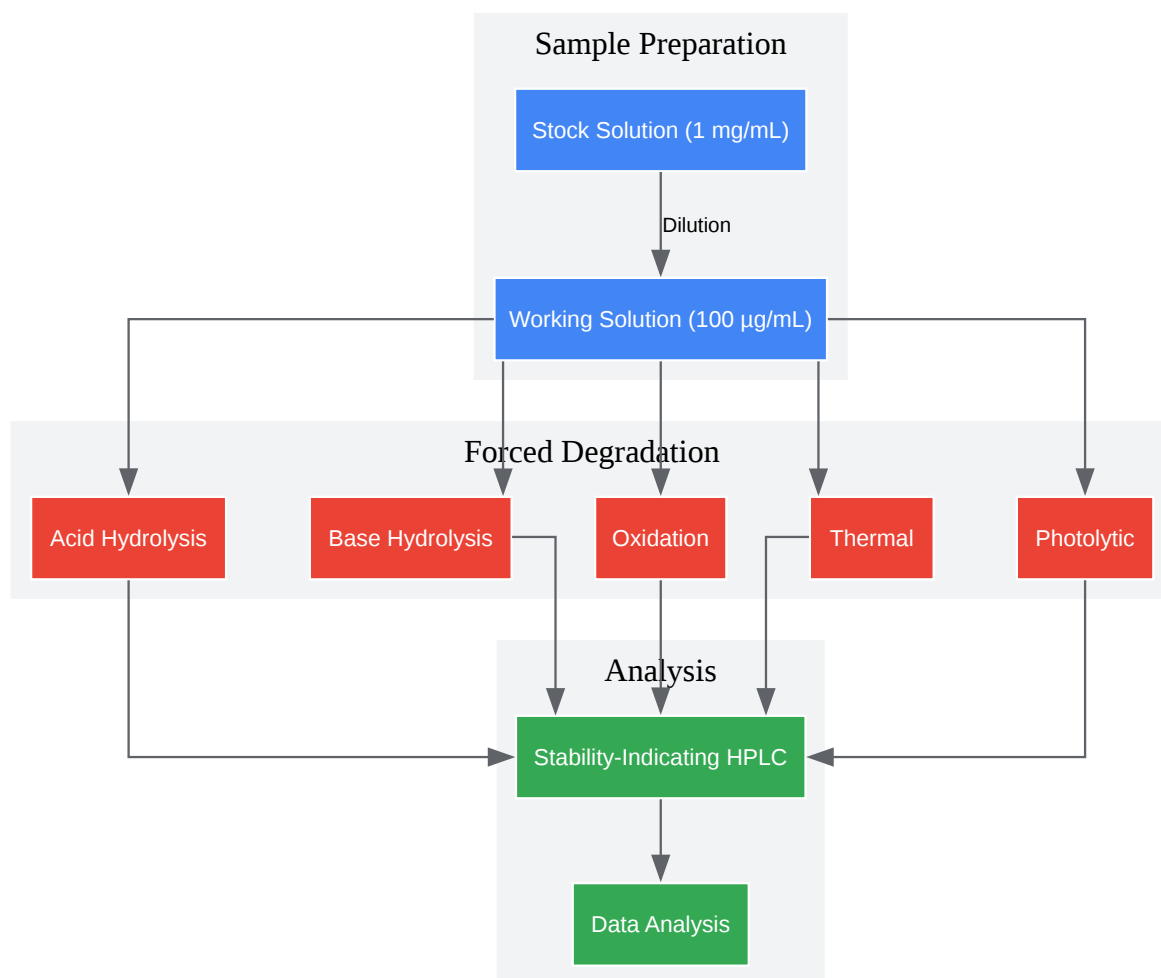 Sample Preparation
Stock Solution (1 mg/mL)
Dilution
Working Solution (100 µg/mL)
Forced Degradation
Acid Hydrolysis
Base Hydrolysis
Oxidation
Thermal
Photolytic
Analysis
Stability-Indicating HPLC
Data Analysis